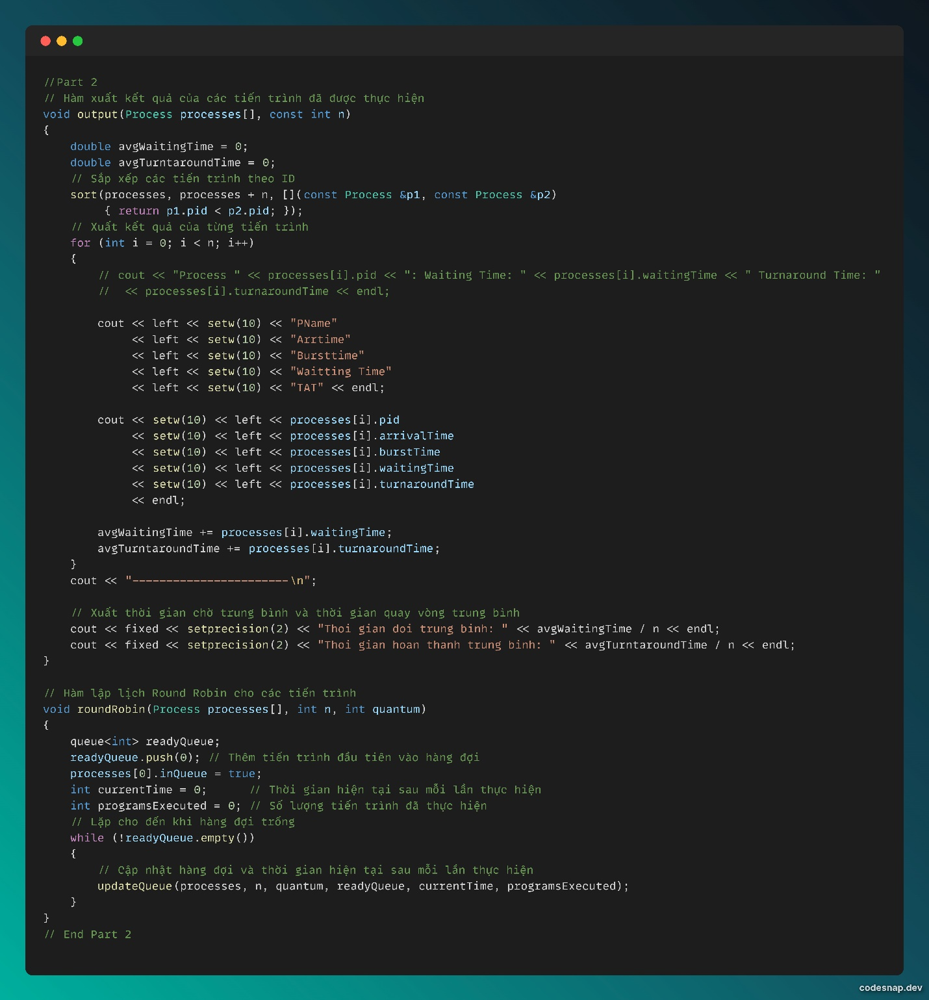 //Part 2
// Hàm xuất kết quả của các tiến trình đã được thực hiện
void output(Process processes[], const int n)
{
    double avgWaitingTime = 0;
    double avgTurntaroundTime = 0;
    // Sắp xếp các tiến trình theo ID
    sort(processes, processes + n, [](const Process &p1, const Process &p2)
         { return p1.pid < p2.pid; });
    // Xuất kết quả của từng tiến trình
    for (int i = 0; i < n; i++)
    {
        // cout << "Process " << processes[i].pid << ": Waiting Time: " << processes[i].waitingTime << " Turnaround Time: "
        //  << processes[i].turnaroundTime << endl;

        cout << left << setw(10) << "PName"
             << left << setw(10) << "Arrtime"
             << left << setw(10) << "Bursttime"
             << left << setw(10) << "Waitting Time"
             << left << setw(10) << "TAT" << endl;

        cout << setw(10) << left << processes[i].pid
             << setw(10) << left << processes[i].arrivalTime
             << setw(10) << left << processes[i].burstTime
             << setw(10) << left << processes[i].waitingTime
             << setw(10) << left << processes[i].turnaroundTime
             << endl;

        avgWaitingTime += processes[i].waitingTime;
        avgTurntaroundTime += processes[i].turnaroundTime;
    }
    cout << "-----------------------\n";

    // Xuất thời gian chờ trung bình và thời gian quay vòng trung bình
    cout << fixed << setprecision(2) << "Thoi gian doi trung binh: " << avgWaitingTime / n << endl;
    cout << fixed << setprecision(2) << "Thoi gian hoan thanh trung binh: " << avgTurntaroundTime / n << endl;
}

// Hàm lập lịch Round Robin cho các tiến trình
void roundRobin(Process processes[], int n, int quantum)
{
    queue<int> readyQueue;
    readyQueue.push(0); // Thêm tiến trình đầu tiên vào hàng đợi
    processes[0].inQueue = true;
    int currentTime = 0;      // Thời gian hiện tại sau mỗi lần thực hiện
    int programsExecuted = 0; // Số lượng tiến trình đã thực hiện
    // Lặp cho đến khi hàng đợi trống
    while (!readyQueue.empty())
    {
        // Cập nhật hàng đợi và thời gian hiện tại sau mỗi lần thực hiện
        updateQueue(processes, n, quantum, readyQueue, currentTime, programsExecuted);
    }
}
// End Part 2
codesnap.dev